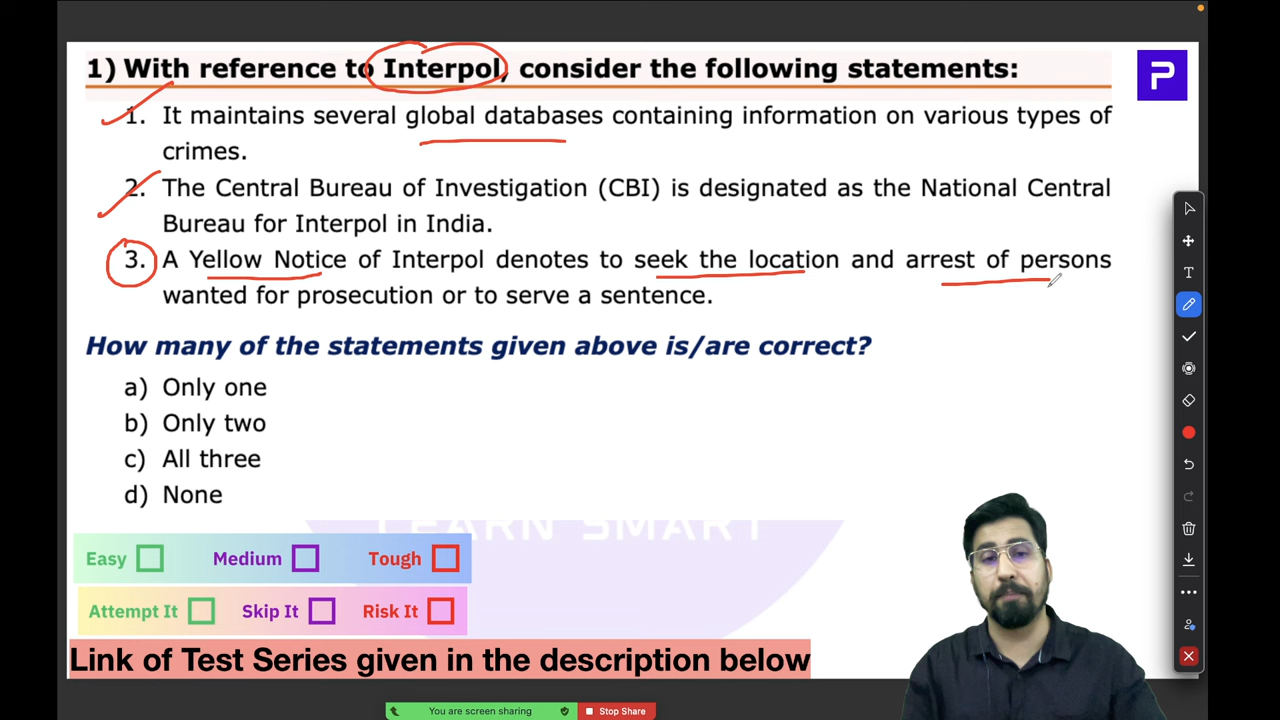 1) With reference to Interpol, consider the following statements:
1. It maintains several global databases containing information on various types of
crimes.
2. The Central Bureau of Investigation (CBI) is designated as the National Central
Bureau for Interpol in India.
3. A Yellow Notice of Interpol denotes to seek the location and arrest of persons
wanted for prosecution or to serve a sentence.
How many of the statements given above is/are correct?
a) Only one
b) Only two
c) All three
d) None
LEARN SMART
Easy Medium Tough
Attempt It Skip It Risk It
Link of Test Series given in the description below
You are screen sharing Stop Share
P
T